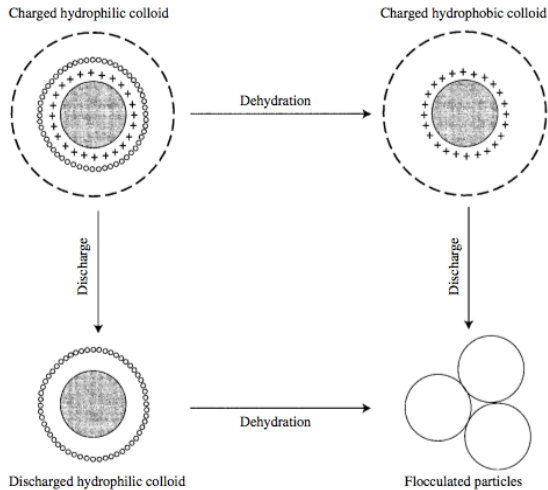 Charged hydrophilic colloid
Charged hydrophobic colloid
Dehydration
Discharge
Discharge
Dehydration
Discharged hydrophilic colloid
Flocculated particles